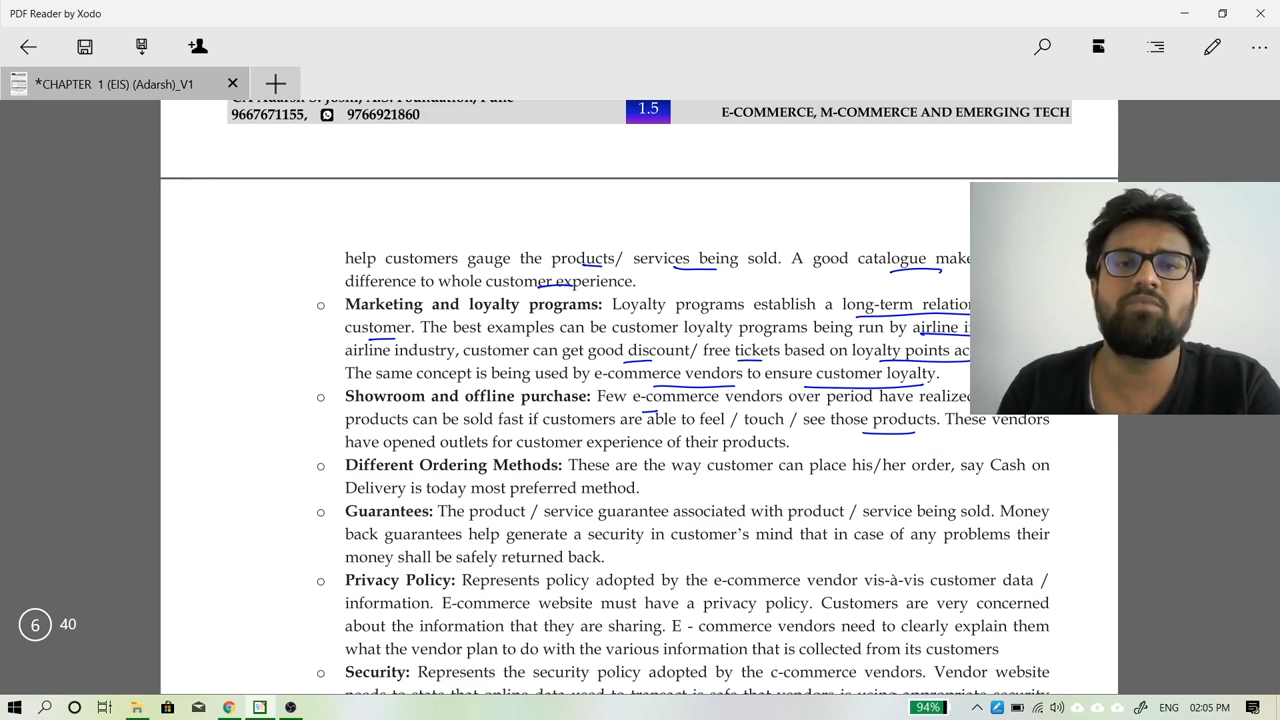 PDF Reader by Xodo
*CHAPTER 1 (EIS) (Adarsh)_V1
9667671155, 9766921860
1.5
E-COMMERCE, M-COMMERCE AND EMERGING TECH
help customers gauge the products/ services being sold. A good catalogue make
difference to whole customer experience.
Marketing and loyalty programs: Loyalty programs establish a long-term relation
customer. The best examples can be customer loyalty programs being run by airline
airline industry, customer can get good discount/ free tickets based on loyalty points
The same concept is being used by e-commerce vendors to ensure customer loyalty.
Showroom and offline purchase: Few e-commerce vendors over period have realized
products can be sold fast if customers are able to feel / touch / see those products. These vendors
have opened outlets for customer experience of their products.
Different Ordering Methods: These are the way customer can place his/her order, say Cash on
Delivery is today most preferred method.
Guarantees: The product / service guarantee associated with product / service being sold. Money
back guarantees help generate a security in customer's mind that in case of any problems their
money shall be safely returned back.
Privacy Policy: Represents policy adopted by the e-commerce vendor vis-à-vis customer data /
information. E-commerce website must have a privacy policy. Customers are very concerned
about the information that they are sharing. E - commerce vendors need to clearly explain them
what the vendor plan to do with the various information that is collected from its customers
Security: Represents the security policy adopted by the c-commerce vendors. Vendor website
6 40
94% ENG 02:05 PM